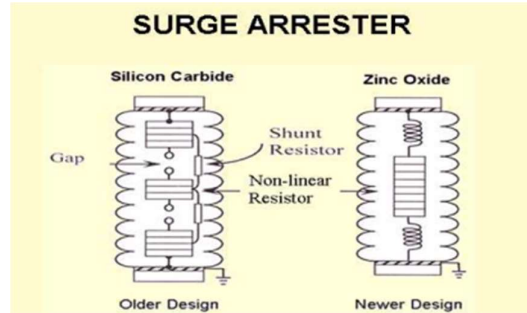 SURGE ARRESTER
Silicon Carbide
Zinc Oxide
Gap
Shunt
Resistor
Non-linear
Resistor
Older Design
Newer Design